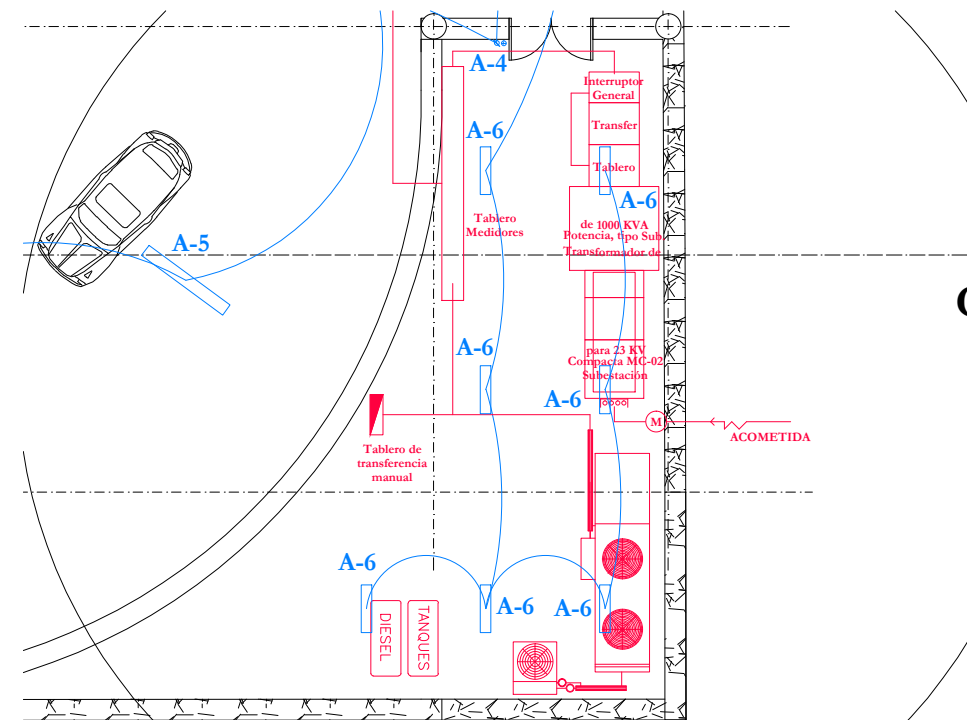 A-4
Interruptor
General
A-6
Transfer
Tablero
A-6
Tablero
Medidores
de 1000 KVA
Potencia, tipo Sub
Transformador de
A-5
A-6
para 23 KV
Compacta MC-02
Subestación
A-6
M
ACOMETIDA
Tablero de
transferencia
manual
A-6
A-6
A-6
DIESEL
TANQUES